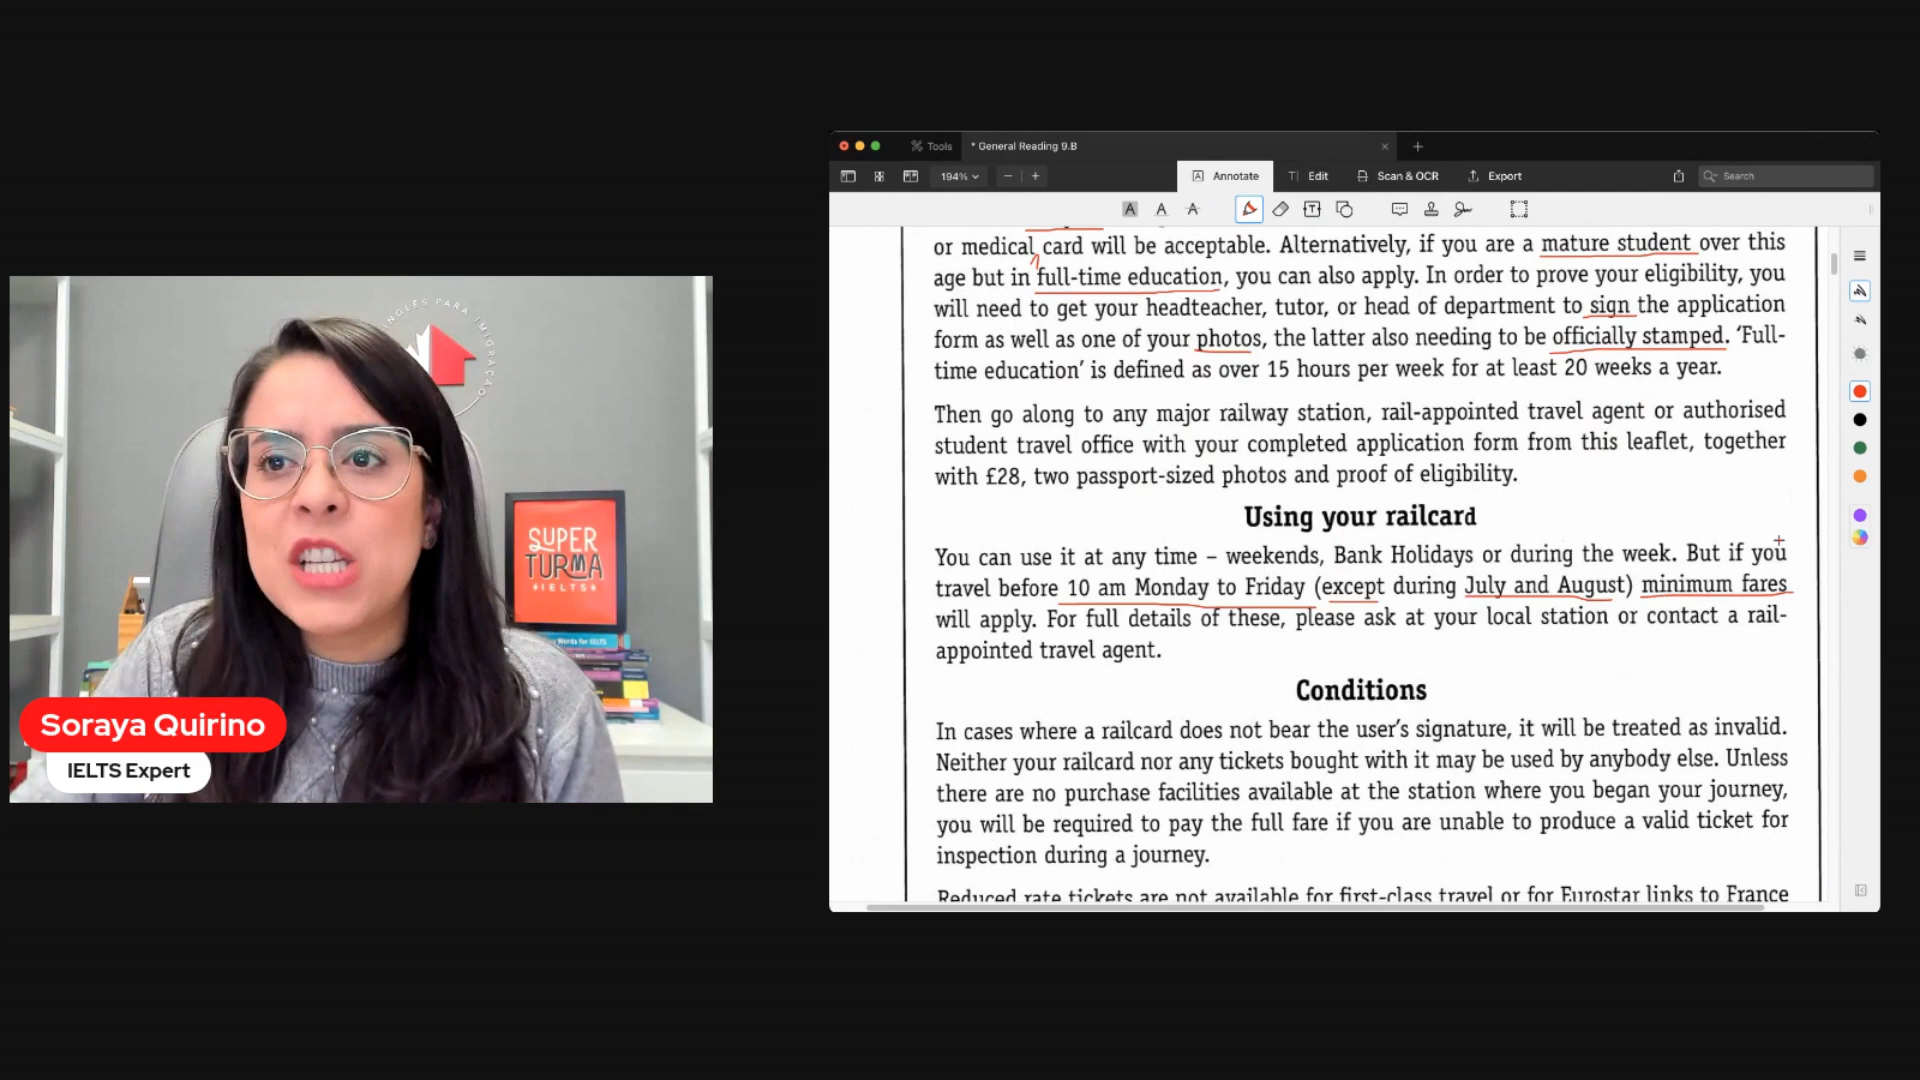 INGLÊS PARA IMIGRAÇÃO
SUPER
TURMA
IELTS
Words for IELTS
Soraya Quirino
IELTS Expert
Tools
* General Reading 9.B
194%
Annotate
Edit
Scan & OCR
Export
Search
or medical card will be acceptable. Alternatively, if you are a mature student over this
age but in full-time education, you can also apply. In order to prove your eligibility, you
will need to get your headteacher, tutor, or head of department to sign the application
form as well as one of your photos, the latter also needing to be officially stamped. ‘Full-
time education’ is defined as over 15 hours per week for at least 20 weeks a year.
Then go along to any major railway station, rail-appointed travel agent or authorised
student travel office with your completed application form from this leaflet, together
with £28, two passport-sized photos and proof of eligibility.
Using your railcard
You can use it at any time – weekends, Bank Holidays or during the week. But if you
travel before 10 am Monday to Friday (except during July and August) minimum fares
will apply. For full details of these, please ask at your local station or contact a rail-
appointed travel agent.
Conditions
In cases where a railcard does not bear the user’s signature, it will be treated as invalid.
Neither your railcard nor any tickets bought with it may be used by anybody else. Unless
there are no purchase facilities available at the station where you began your journey,
you will be required to pay the full fare if you are unable to produce a valid ticket for
inspection during a journey.
Reduced rate tickets are not available for first-class travel or for Eurostar links to France